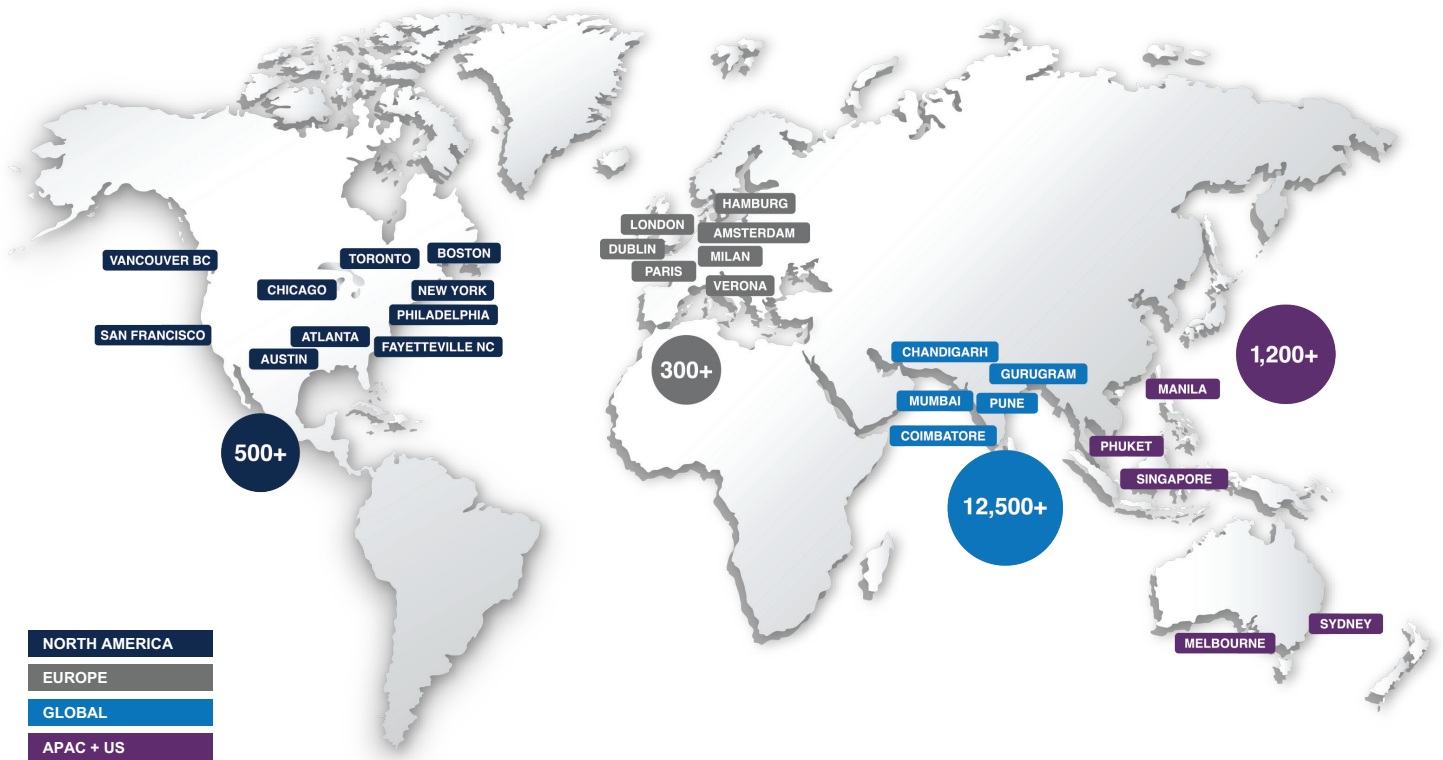 HAMBURG
LONDON
AMSTERDAM
DUBLIN
MILAN
PARIS
VERONA
VANCOUVER BC
TORONTO
BOSTON
CHICAGO
NEW YORK
PHILADELPHIA
SAN FRANCISCO
ATLANTA
FAYETTEVILLE NC
AUSTIN
500+
300+
CHANDIGARH
GURUGRAM
MUMBAI
PUNE
COIMBATORE
12,500+
1,200+
MANILA
PHUKET
SINGAPORE
SYDNEY
MELBOURNE
NORTH AMERICA
EUROPE
GLOBAL
APAC + US